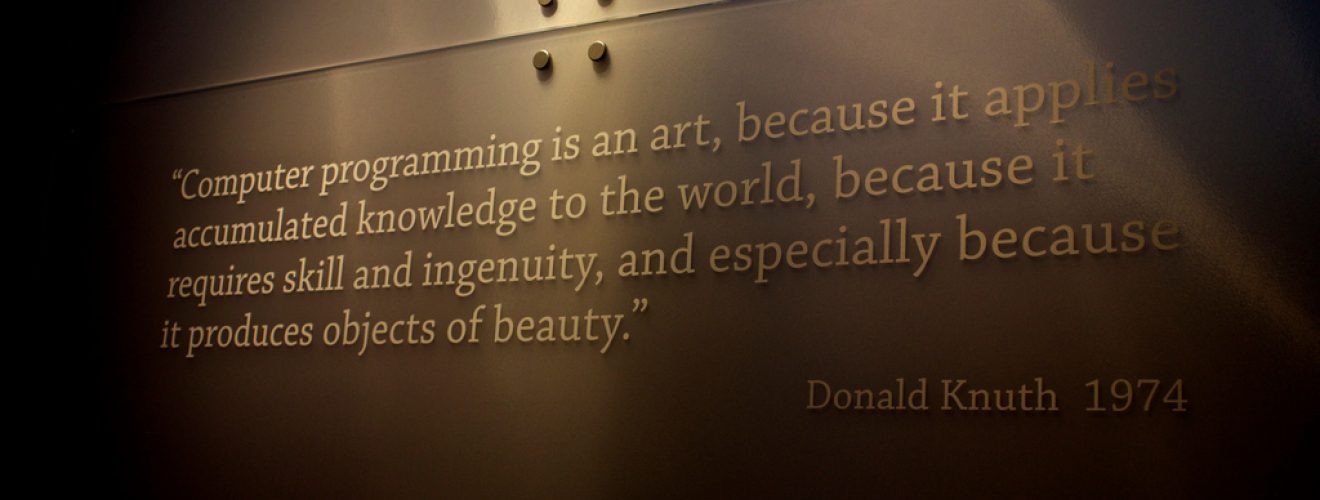 “Computer programming is an art, because it applies
accumulated knowledge to the world, because it
requires skill and ingenuity, and especially because
it produces objects of beauty.”
Donald Knuth 1974